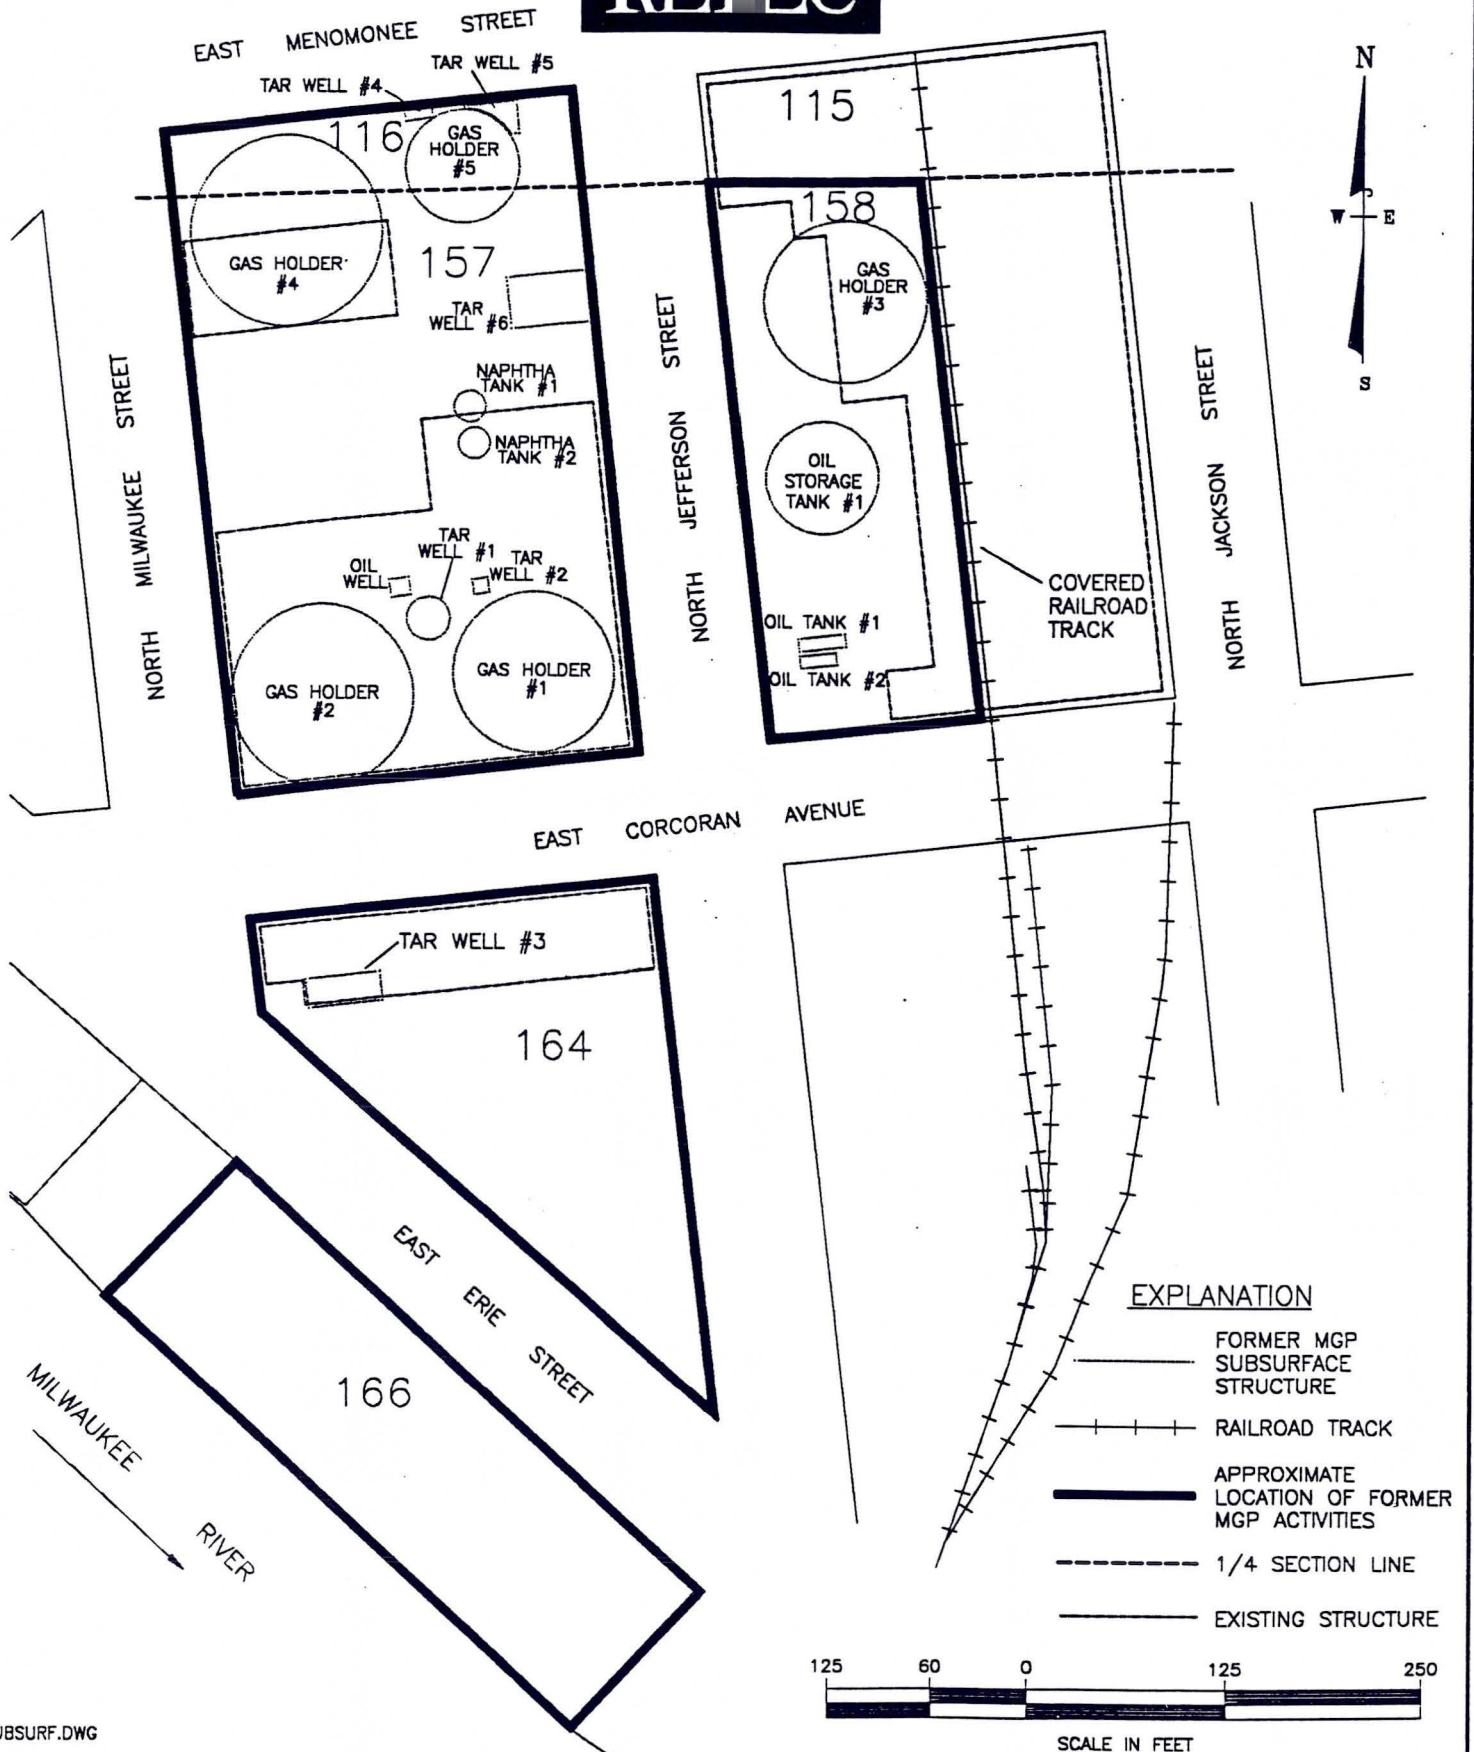 EAST MENOMONEE STREET
TAR WELL #5
TAR WELL #4
116
GAS
HOLDER
#5
115
N
W E
S
158
GAS HOLDER
#4
157
GAS
HOLDER
#3
TAR
WELL #6
NAPHTHA
TANK #1
NAPHTHA
TANK #2
NORTH MILWAUKEE STREET
NORTH JEFFERSON STREET
NORTH JACKSON STREET
OIL
STORAGE
TANK #1
TAR
WELL #1
TAR
WELL #2
OIL
WELL
COVERED
RAILROAD
TRACK
OIL TANK #1
OIL TANK #2
GAS HOLDER
#2
GAS HOLDER
#1
EAST CORCORAN AVENUE
TAR WELL #3
164
EAST ERIE STREET
166
MILWAUKEE RIVER
EXPLANATION
FORMER MGP
SUBSURFACE
STRUCTURE
RAILROAD TRACK
APPROXIMATE
LOCATION OF FORMER
MGP ACTIVITIES
1/4 SECTION LINE
EXISTING STRUCTURE
125 60 0 125 250
SCALE IN FEET
UBSURF.DWG